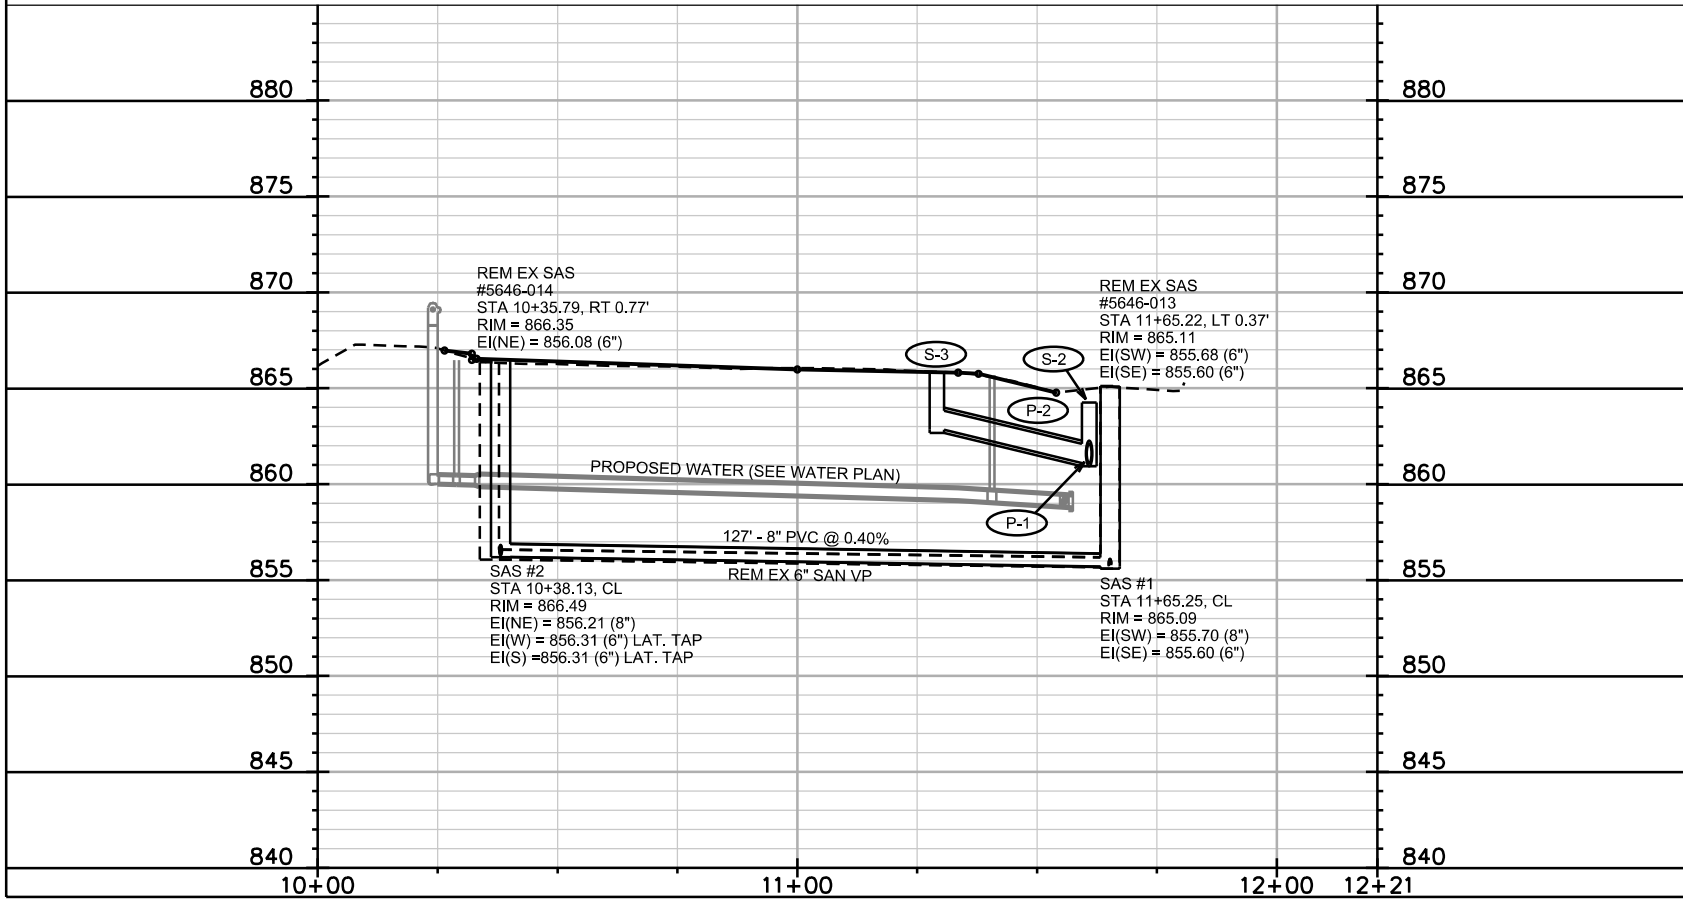 880
880
875
875
870
870
865
865
860
860
855
855
850
850
845
845
840
840
REM EX SAS
#5646-014
STA 10+35.79, RT 0.77'
RIM = 866.35
EI(NE) = 856.08 (6")
REM EX SAS
#5646-013
STA 11+65.22, LT 0.37'
RIM = 865.11
EI(SW) = 855.68 (6")
EI(SE) = 855.60 (6")
S-3
S-2
P-2
P-1
PROPOSED WATER (SEE WATER PLAN)
127' - 8" PVC @ 0.40%
REM EX 6" SAN VP
SAS #2
STA 10+38.13, CL
RIM = 866.49
EI(NE) = 856.21 (8")
EI(W) = 856.31 (6") LAT. TAP
EI(S) =856.31 (6") LAT. TAP
SAS #1
STA 11+65.25, CL
RIM = 865.09
EI(SW) = 855.70 (8")
EI(SE) = 855.60 (6")
10+00
11+00
12+00
12+21